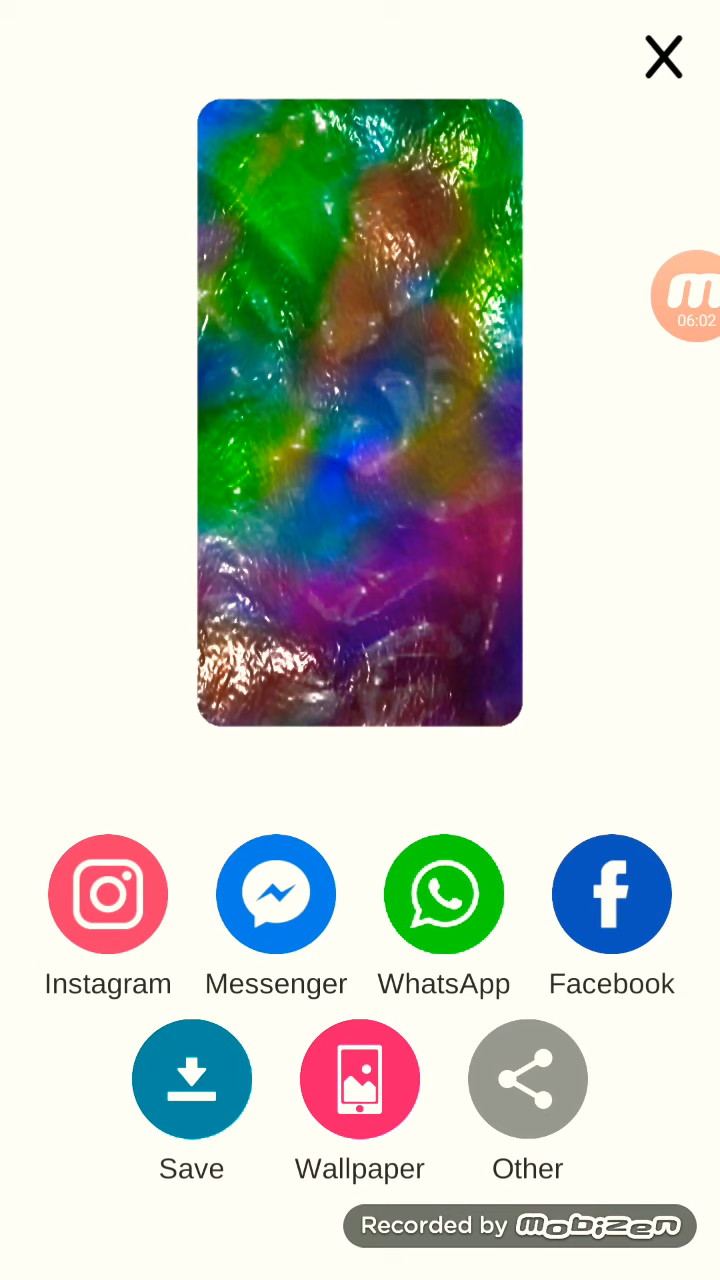 06:02
Instagram Messenger WhatsApp Facebook
Save Wallpaper Other
Recorded by mobizen